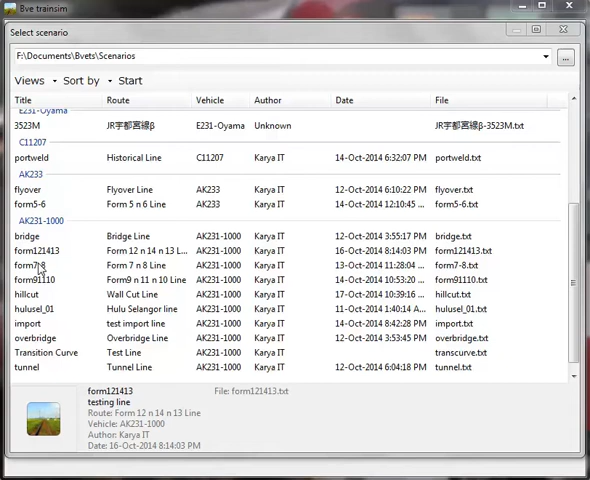 Bve trainsim
Select scenario
F:\Documents\Bvets\Scenarios
...
Views Sort by Start
Title Route Vehicle Author Date File
E231-Oyama
3523M JR宇都宮線β E231-Oyama Unknown JR宇都宮線β-3523M.txt
C11207
portweld Historical Line C11207 Karya IT 14-Oct-2014 6:32:07 PM portweld.txt
AK233
flyover Flyover Line AK233 Karya IT 12-Oct-2014 6:10:22 PM flyover.txt
form5-6 Form 5 n 6 Line AK233 Karya IT 14-Oct-2014 12:10:45 ... form5-6.txt
AK231-1000
bridge Bridge Line AK231-1000 Karya IT 12-Oct-2014 3:55:17 PM bridge.txt
form121413 Form 12 n 14 n 13 L... AK231-1000 Karya IT 16-Oct-2014 8:14:03 PM form121413.txt
form7-8 Form 7 n 8 Line AK231-1000 Karya IT 13-Oct-2014 11:28:04 ... form7-8.txt
form91110 Form9 n 11 n 10 Line AK231-1000 Karya IT 14-Oct-2014 10:53:20 ... form91110.txt
hillcut Wall Cut Line AK231-1000 Karya IT 17-Oct-2014 10:39:16 ... hillcut.txt
hulusel_01 Hulu Selangor line AK231-1000 Karya IT 11-Oct-2014 1:40:14 A... hulusel_01.txt
import test import line AK231-1000 Karya IT 14-Oct-2014 8:42:28 PM import.txt
overbridge Overbridge Line AK231-1000 Karya IT 12-Oct-2014 3:53:45 PM overbridge.txt
Transition Curve Test Line AK231-1000 Karya IT transcurve.txt
tunnel Tunnel Line AK231-1000 Karya IT 12-Oct-2014 6:04:18 PM tunnel.txt
form121413 File: form121413.txt
testing line
Route: Form 12 n 14 n 13 Line
Vehicle: AK231-1000
Author: Karya IT
Date: 16-Oct-2014 8:14:03 PM